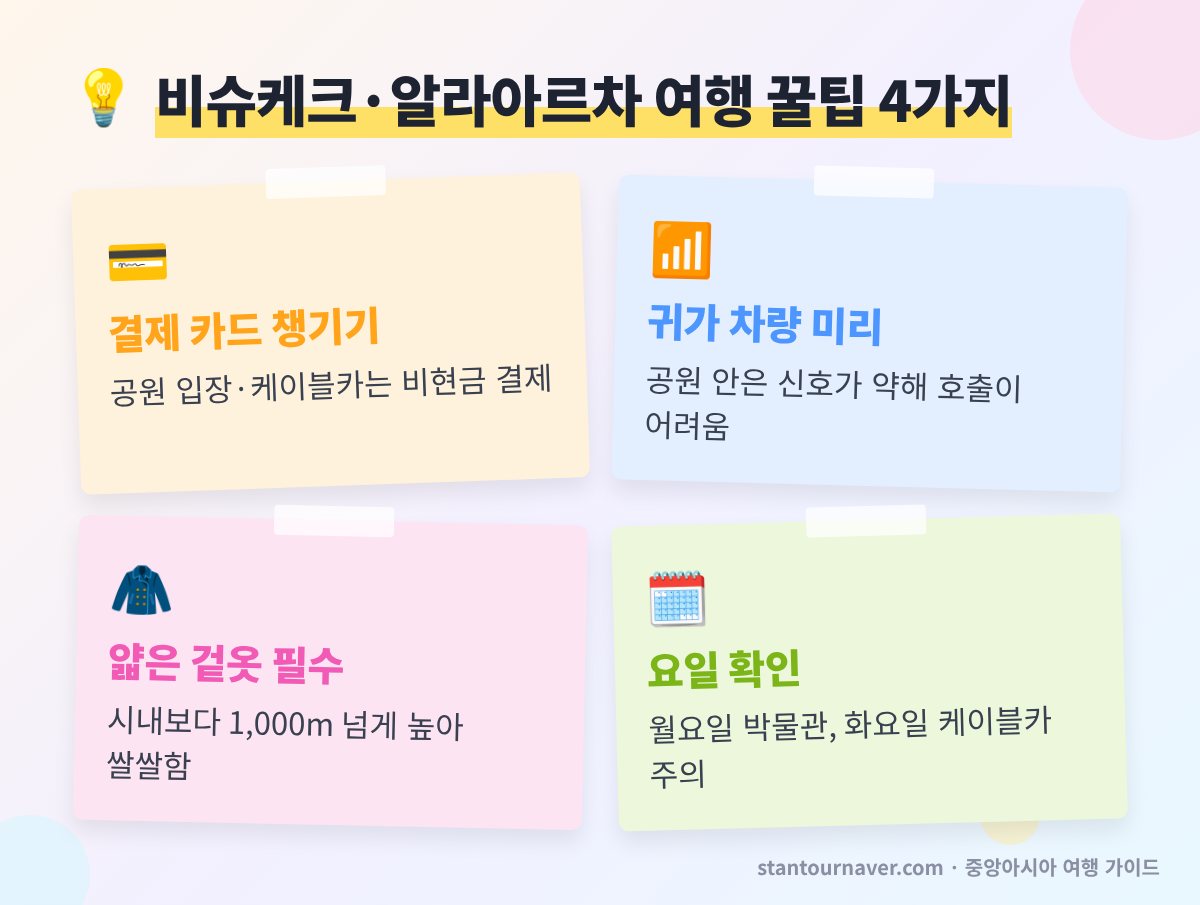 비슈케크·알라아르차 여행 꿀팁 4가지
결제 카드 챙기기
공원 입장·케이블카는 비현금 결제
귀가 차량 미리
공원 안은 신호가 약해 호출이
어려움
얇은 겉옷 필수
시내보다 1,000m 넘게 높아
쌀쌀함
요일 확인
월요일 박물관, 화요일 케이블카
주의
stantournaver.com · 중앙아시아 여행 가이드